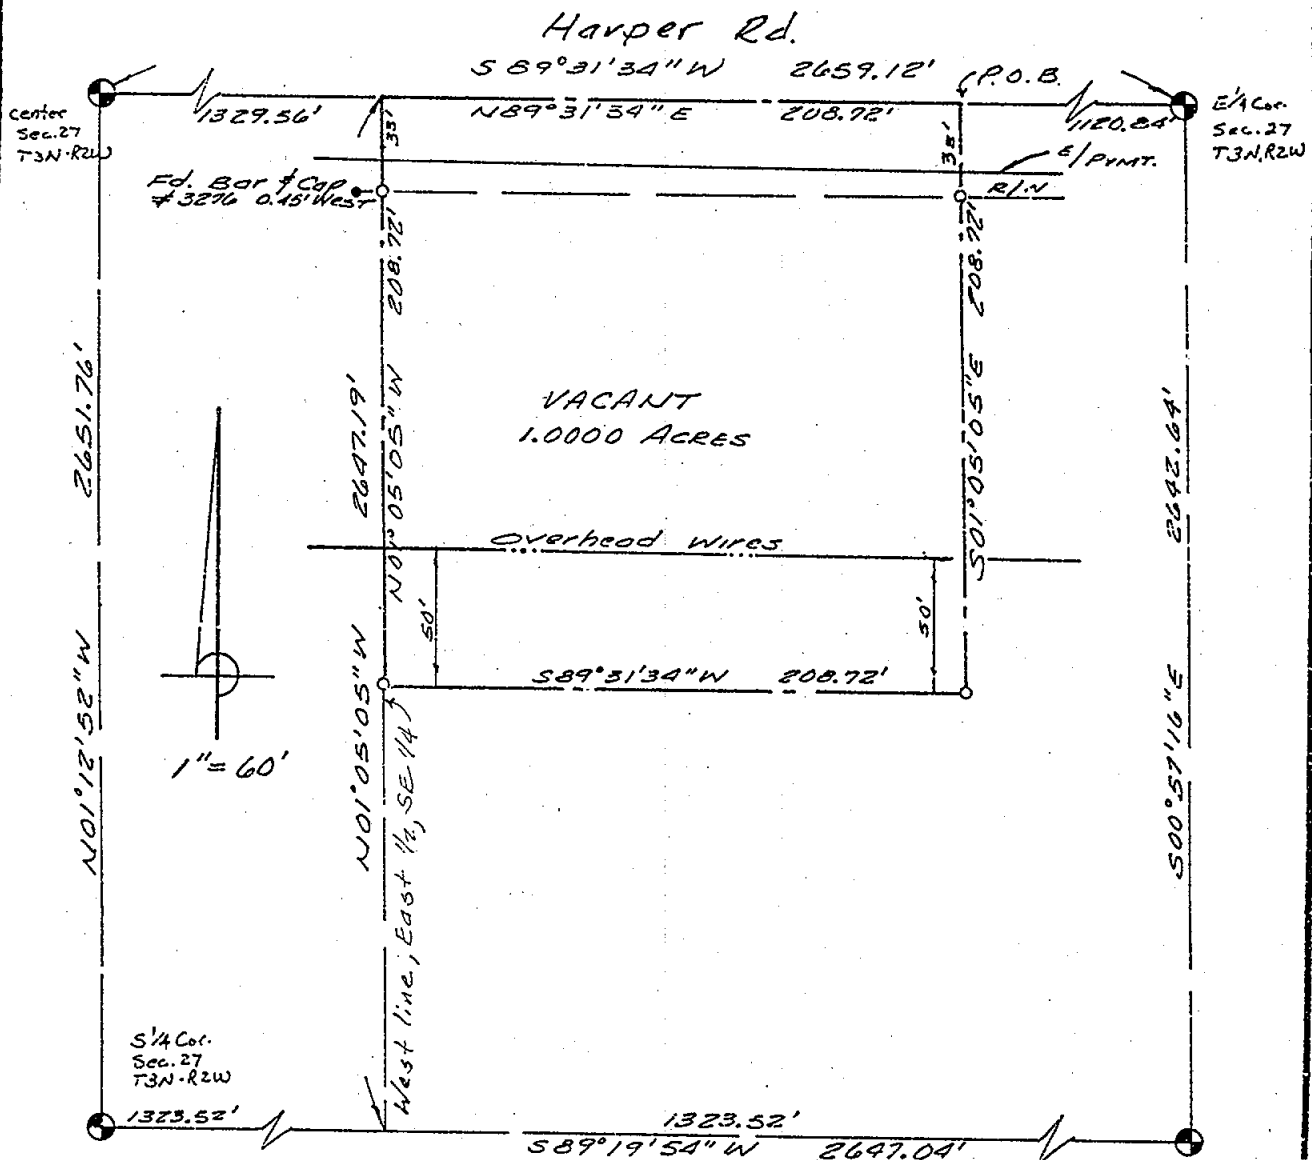 Harper Rd.
S 89°31'34" W 2659.12'
P.O.B.
1329.56'
N89°31'34" E 208.72'
1120.84'
center
Sec.27
T3N-R2W
E 1/4 Cor.
Sec. 27
T3N, R2W
33'
33'
E/PVMT.
Fd. Bar & Cap
#3276 0.45' West
R/W
208.72'
208.72'
VACANT
1.0000 ACRES
2651.76'
2647.19'
N01°05'05" W
S01°05'05" E
2642.64'
Overhead Wires
50'
50'
S89°31'34" W 208.72'
N01°12'52" W
1" = 60'
N01°05'05" W
West line, East 1/2, SE 1/4
S00°57'16" E
S 1/4 Cor.
Sec. 27
T3N-R2W
1323.52'
1323.52'
S89°19'54" W 2647.04'